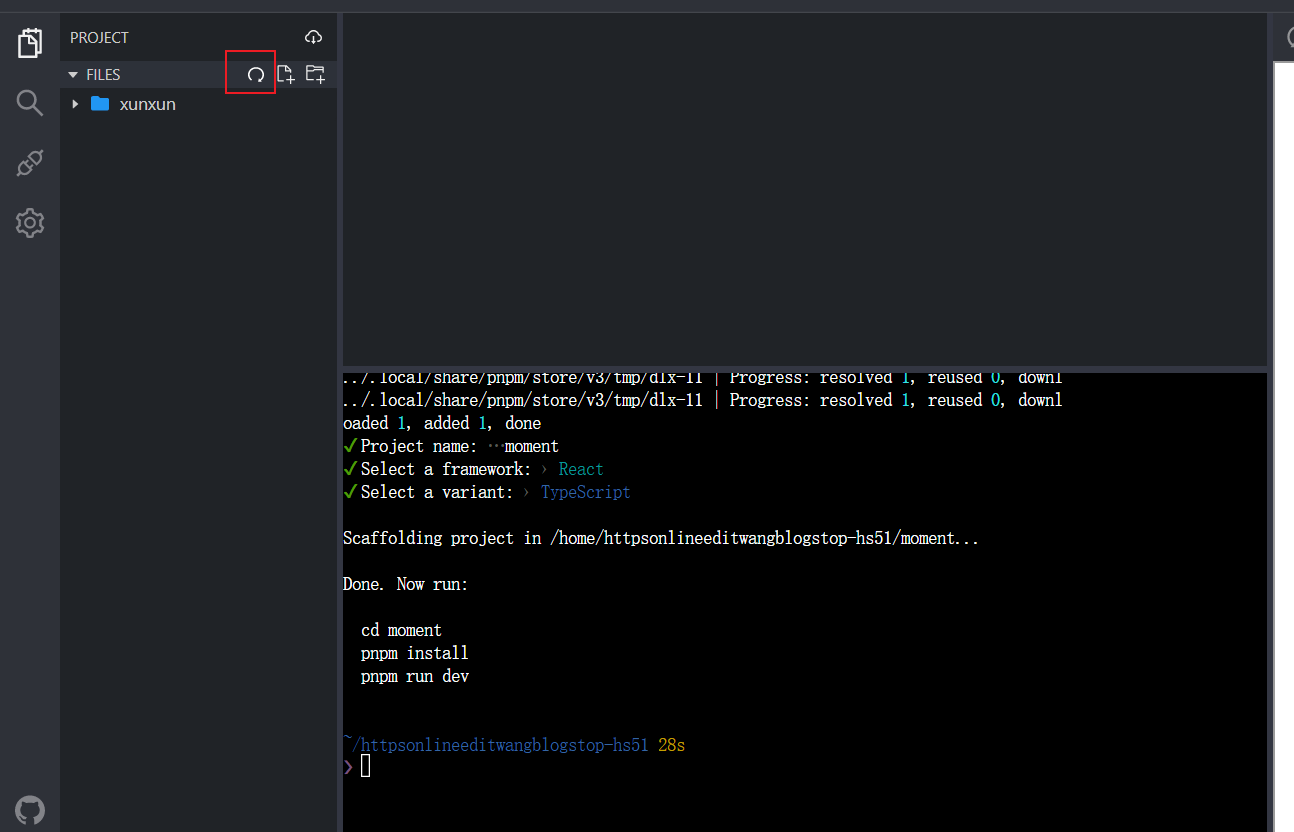 PROJECT
FILES
xunxun
../.local/share/pnpm/store/v3/tmp/dlx-11 | Progress: resolved 1, reused 0, downl
../.local/share/pnpm/store/v3/tmp/dlx-11 | Progress: resolved 1, reused 0, downl
oaded 1, added 1, done
✓Project name: …moment
✓Select a framework: › React
✓Select a variant: › TypeScript
Scaffolding project in /home/httpsonlineeditwangblogstop-hs51/moment...
Done. Now run:
cd moment
pnpm install
pnpm run dev
~/httpsonlineeditwangblogstop-hs51 28s
❯